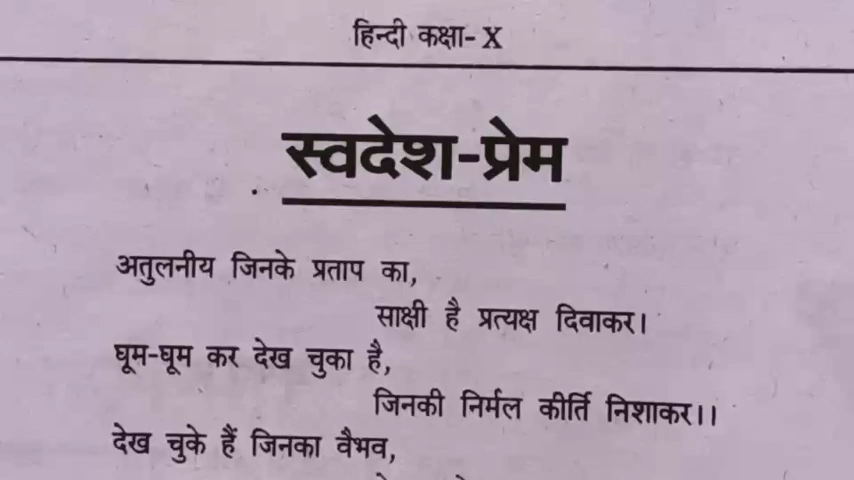 हिन्दी कक्षा- X
स्वदेश-प्रेम
अतुलनीय जिनके प्रताप का,
साक्षी है प्रत्यक्ष दिवाकर।
घूम-घूम कर देख चुका है,
जिनकी निर्मल कीर्ति निशाकर।।
देख चुके हैं जिनका वैभव,